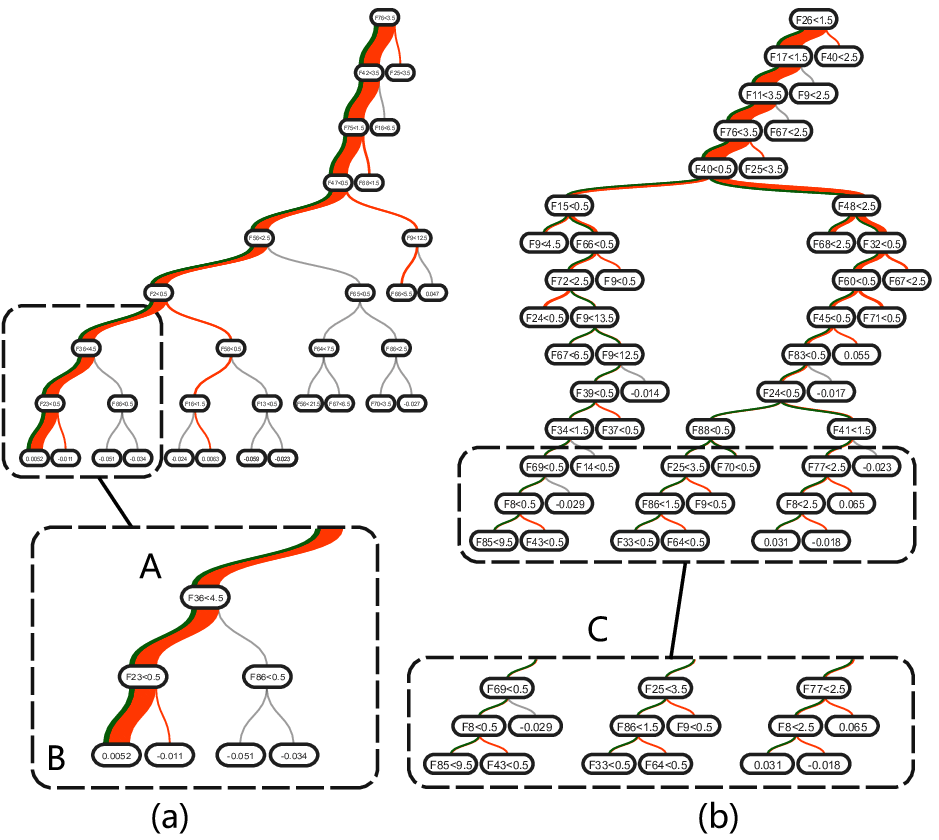 F76<3.5
F42<3.5 F25<3.5
F75<1.5 F16<6.5
F47<0.5 F68<1.5
F56<2.5 F9<12.5
F2<0.5 F65<0.5 F66<5.5 0.047
F36<4.5 F58<0.5 F64<7.5 F86<2.5
F23<0.5 F86<0.5 F16<1.5 F13<0.5 F56<21.5 F67<6.5 F70<3.5 -0.027
0.0052 -0.011 -0.051 -0.034 -0.024 0.0063 -0.059 -0.023
A
F36<4.5
F23<0.5 F86<0.5
B 0.0052 -0.011 -0.051 -0.034
(a)
F26<1.5
F17<1.5 F40<2.5
F11<3.5 F9<2.5
F76<3.5 F67<2.5
F40<0.5 F25<3.5
F15<0.5 F48<2.5
F9<4.5 F66<0.5 F68<2.5 F32<0.5
F72<2.5 F9<0.5 F60<0.5 F67<2.5
F24<0.5 F9<13.5 F45<0.5 F71<0.5
F67<6.5 F9<12.5 F83<0.5 0.055
F39<0.5 -0.014 F24<0.5 -0.017
F34<1.5 F37<0.5 F88<0.5 F41<1.5
F69<0.5 F14<0.5 F25<3.5 F70<0.5 F77<2.5 -0.023
F8<0.5 -0.029 F86<1.5 F9<0.5 F8<2.5 0.065
F85<9.5 F43<0.5 F33<0.5 F64<0.5 0.031 -0.018
C
F69<0.5 F25<3.5 F77<2.5
F8<0.5 -0.029 F86<1.5 F9<0.5 F8<2.5 0.065
F85<9.5 F43<0.5 F33<0.5 F64<0.5 0.031 -0.018
(b)